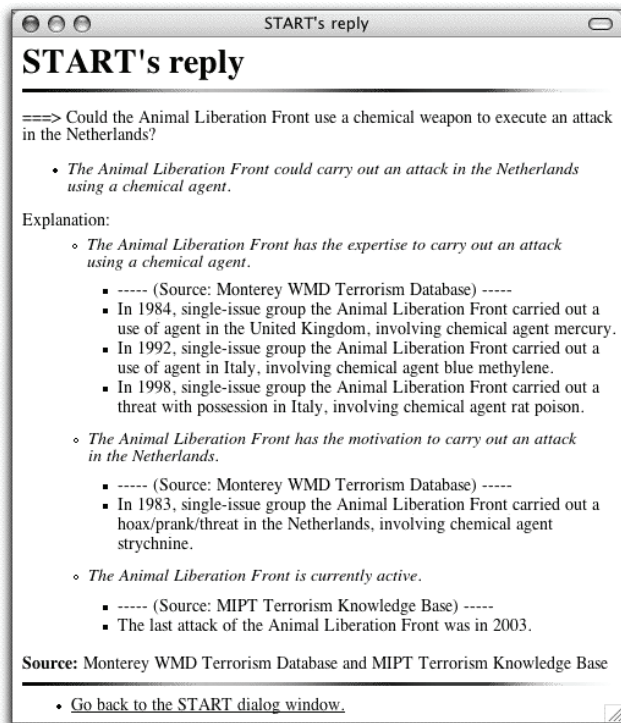 START's reply
START's reply
===> Could the Animal Liberation Front use a chemical weapon to execute an attack
in the Netherlands?
• The Animal Liberation Front could carry out an attack in the Netherlands
using a chemical agent.
Explanation:
◦ The Animal Liberation Front has the expertise to carry out an attack
using a chemical agent.
▪ ----- (Source: Monterey WMD Terrorism Database) -----
▪ In 1984, single-issue group the Animal Liberation Front carried out a
use of agent in the United Kingdom, involving chemical agent mercury.
▪ In 1992, single-issue group the Animal Liberation Front carried out a
use of agent in Italy, involving chemical agent blue methylene.
▪ In 1998, single-issue group the Animal Liberation Front carried out a
threat with possession in Italy, involving chemical agent rat poison.
◦ The Animal Liberation Front has the motivation to carry out an attack
in the Netherlands.
▪ ----- (Source: Monterey WMD Terrorism Database) -----
▪ In 1983, single-issue group the Animal Liberation Front carried out a
hoax/prank/threat in the Netherlands, involving chemical agent
strychnine.
◦ The Animal Liberation Front is currently active.
▪ ----- (Source: MIPT Terrorism Knowledge Base) -----
▪ The last attack of the Animal Liberation Front was in 2003.
Source: Monterey WMD Terrorism Database and MIPT Terrorism Knowledge Base
• Go back to the START dialog window.